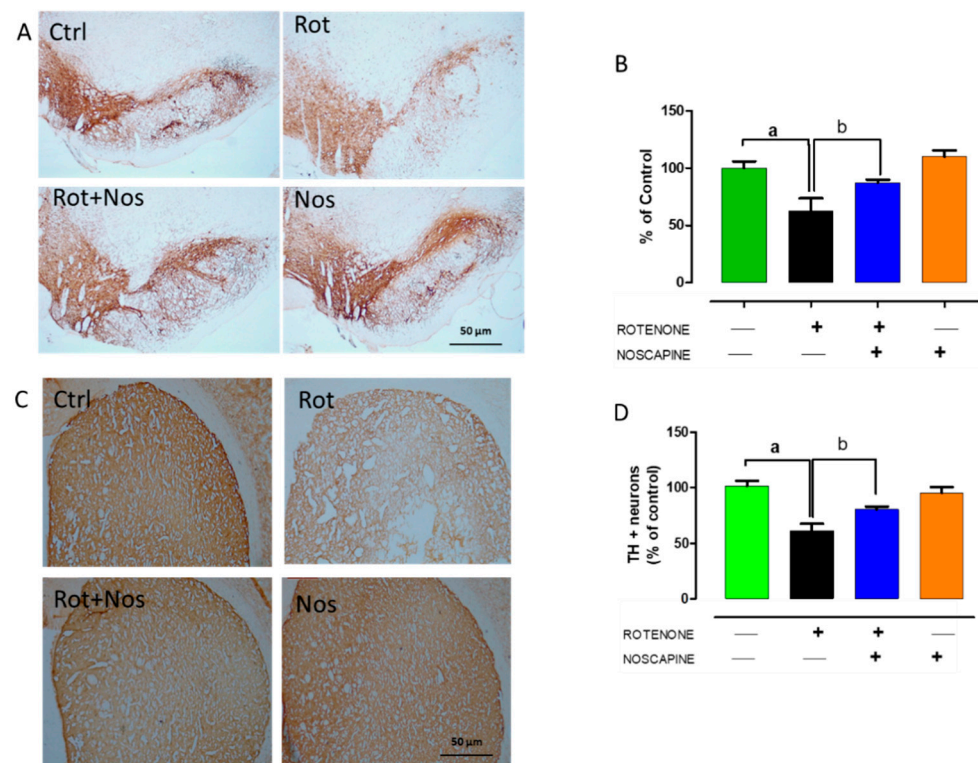 A
Ctrl
Rot
Rot+Nos
Nos
50 µm
B
% of Control
150
100
50
0
a
b
ROTENONE — + + —
NOSCAPINE — — + +
C
Ctrl
Rot
Rot+Nos
Nos
50 µm
D
TH + neurons
(% of control)
150
100
50
0
a
b
ROTENONE — + + —
NOSCAPINE — — + +